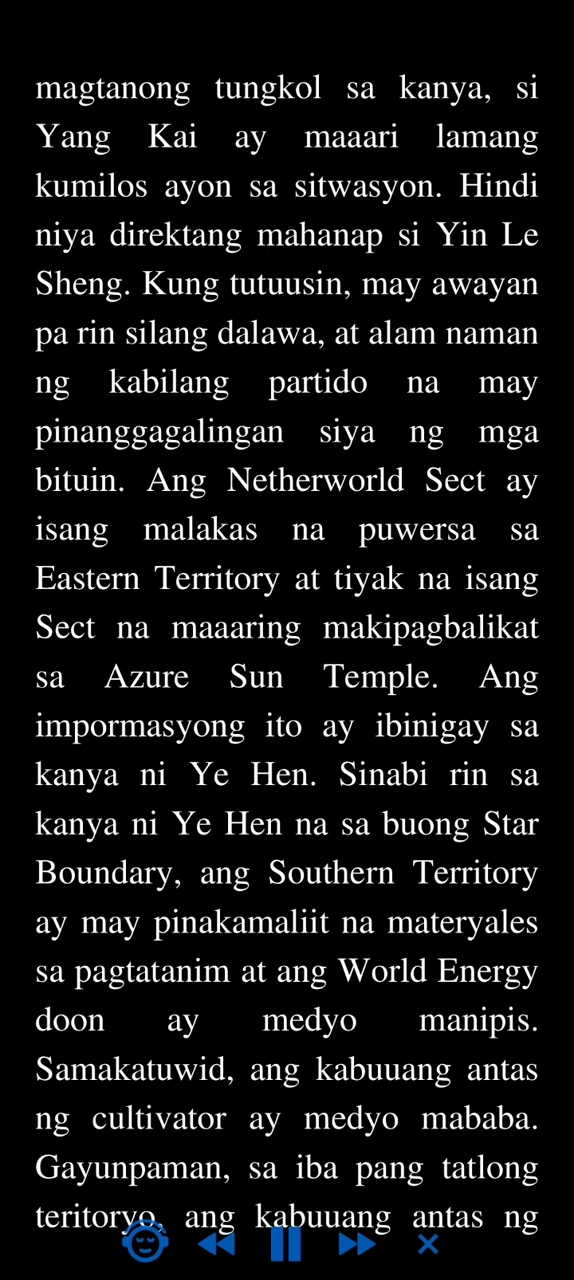 magtanong tungkol sa kanya, si
Yang Kai ay maaari lamang
kumilos ayon sa sitwasyon. Hindi
niya direktang mahanap si Yin Le
Sheng. Kung tutuusin, may awayan
pa rin silang dalawa, at alam naman
ng kabilang partido na may
pinanggagalingan siya ng mga
bituin. Ang Netherworld Sect ay
isang malakas na puwersa sa
Eastern Territory at tiyak na isang
Sect na maaaring makipagbalikat
sa Azure Sun Temple. Ang
impormasyong ito ay ibinigay sa
kanya ni Ye Hen. Sinabi rin sa
kanya ni Ye Hen na sa buong Star
Boundary, ang Southern Territory
ay may pinakamaliit na materyales
sa pagtatanim at ang World Energy
doon ay medyo manipis.
Samakatuwid, ang kabuuang antas
ng cultivator ay medyo mababa.
Gayunpaman, sa iba pang tatlong
teritoryo, ang kabuuang antas ng